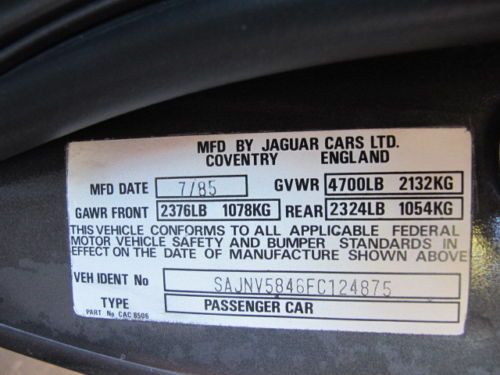 MFD BY JAGUAR CARS LTD.
COVENTRY ENGLAND
MFD DATE 7/85 GVWR 4700LB 2132KG
GAWR FRONT 2376LB 1078KG REAR 2324LB 1054KG
THIS VEHICLE CONFORMS TO ALL APPLICABLE FEDERAL
MOTOR VEHICLE SAFETY AND BUMPER STANDARDS IN
EFFECT ON THE DATE OF MANUFACTURE SHOWN ABOVE
VEH IDENT No SAJNV5846FC124875
TYPE PASSENGER CAR
PART No CAC 8506